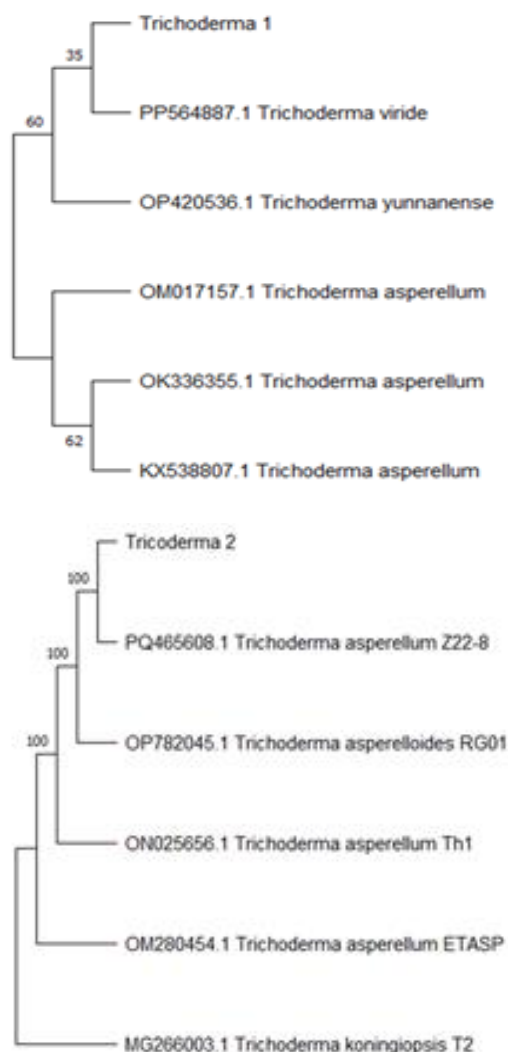 Trichoderma 1
35
PP564887.1 Trichoderma viride
60
OP420536.1 Trichoderma yunnanense
OM017157.1 Trichoderma asperellum
OK336355.1 Trichoderma asperellum
62
KX538807.1 Trichoderma asperellum
Tricoderma 2
100
PQ465608.1 Trichoderma asperellum Z22-8
100
OP782045.1 Trichoderma asperelloides RG01
100
ON025656.1 Trichoderma asperellum Th1
OM280454.1 Trichoderma asperellum ETASP
MG266003.1 Trichoderma koningiopsis T2